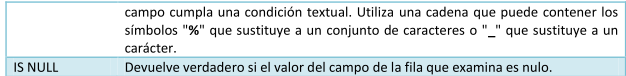 campo cumpla una condición textual. Utiliza una cadena que puede contener los
símbolos "%" que sustituye a un conjunto de caracteres o "_" que sustituye a un
carácter.
IS NULL Devuelve verdadero si el valor del campo de la fila que examina es nulo.